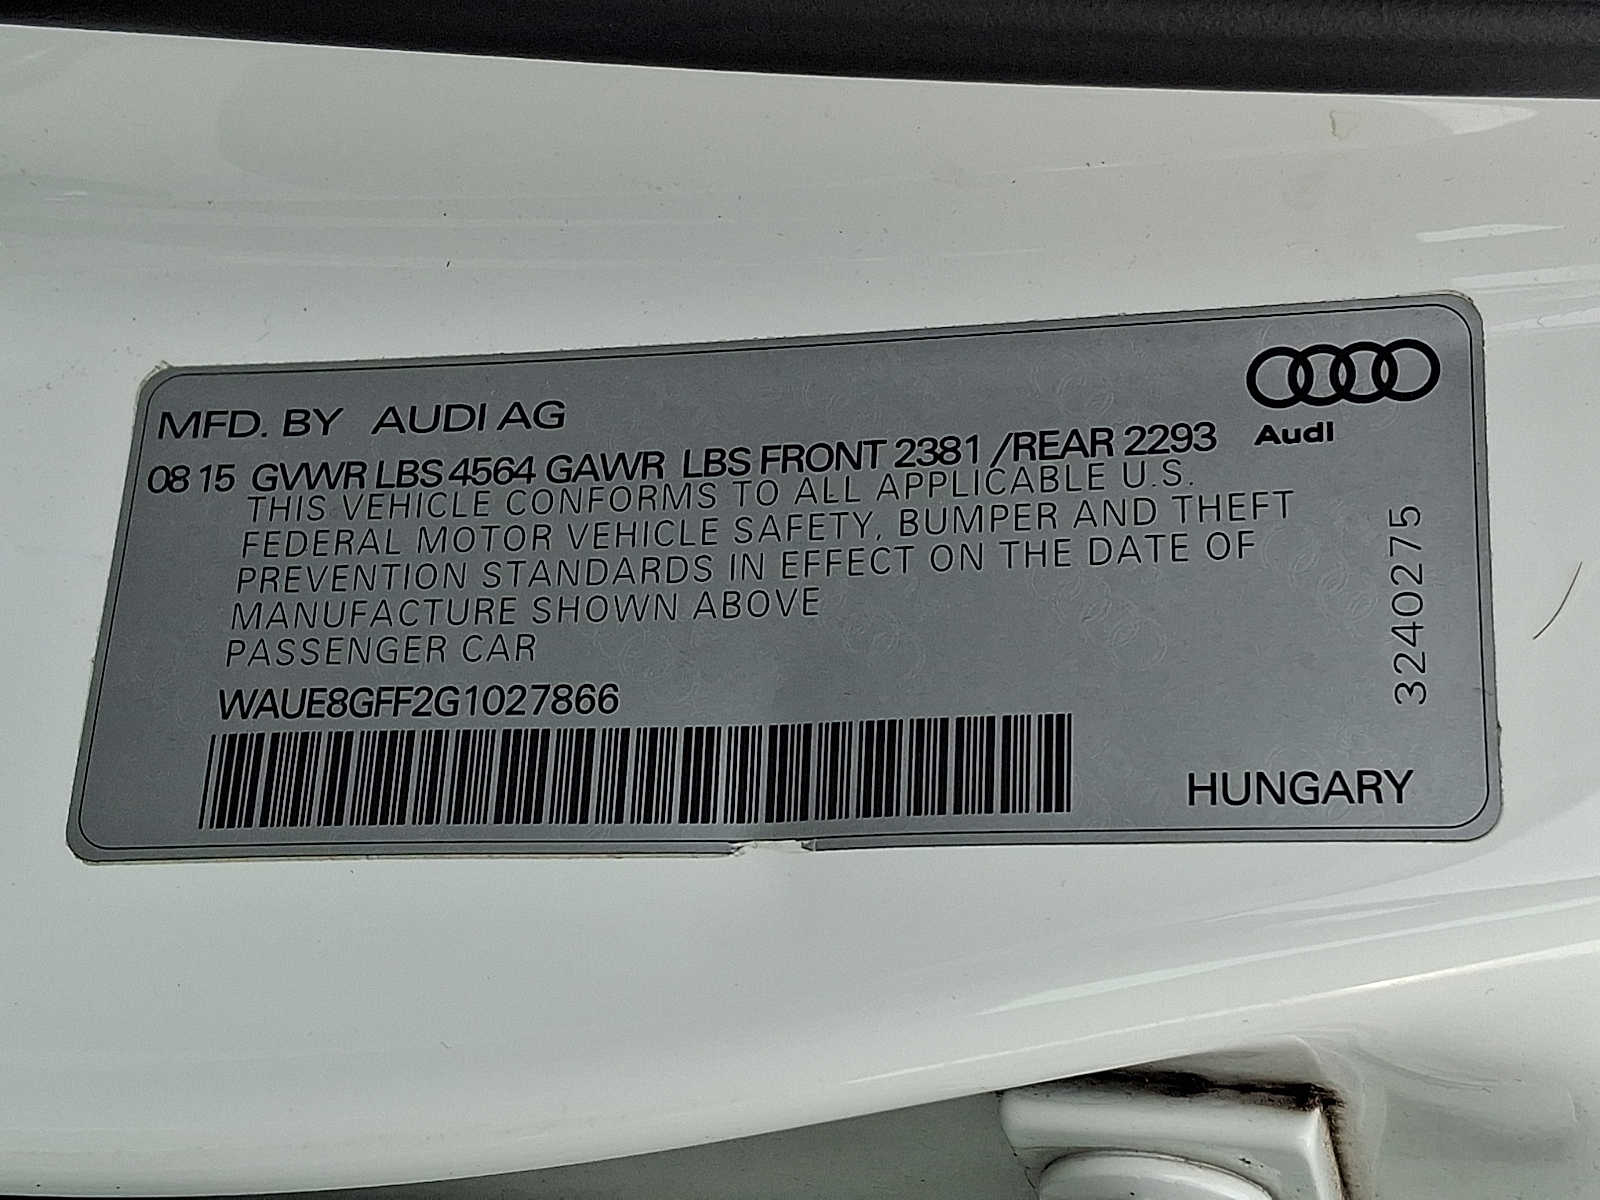 MFD. BY AUDI AG
08 15 GVWR LBS 4564 GAWR LBS FRONT 2381 /REAR 2293
Audi
THIS VEHICLE CONFORMS TO ALL APPLICABLE U.S.
FEDERAL MOTOR VEHICLE SAFETY, BUMPER AND THEFT
PREVENTION STANDARDS IN EFFECT ON THE DATE OF
MANUFACTURE SHOWN ABOVE
PASSENGER CAR
WAUE8GFF2G1027866
3240275
HUNGARY